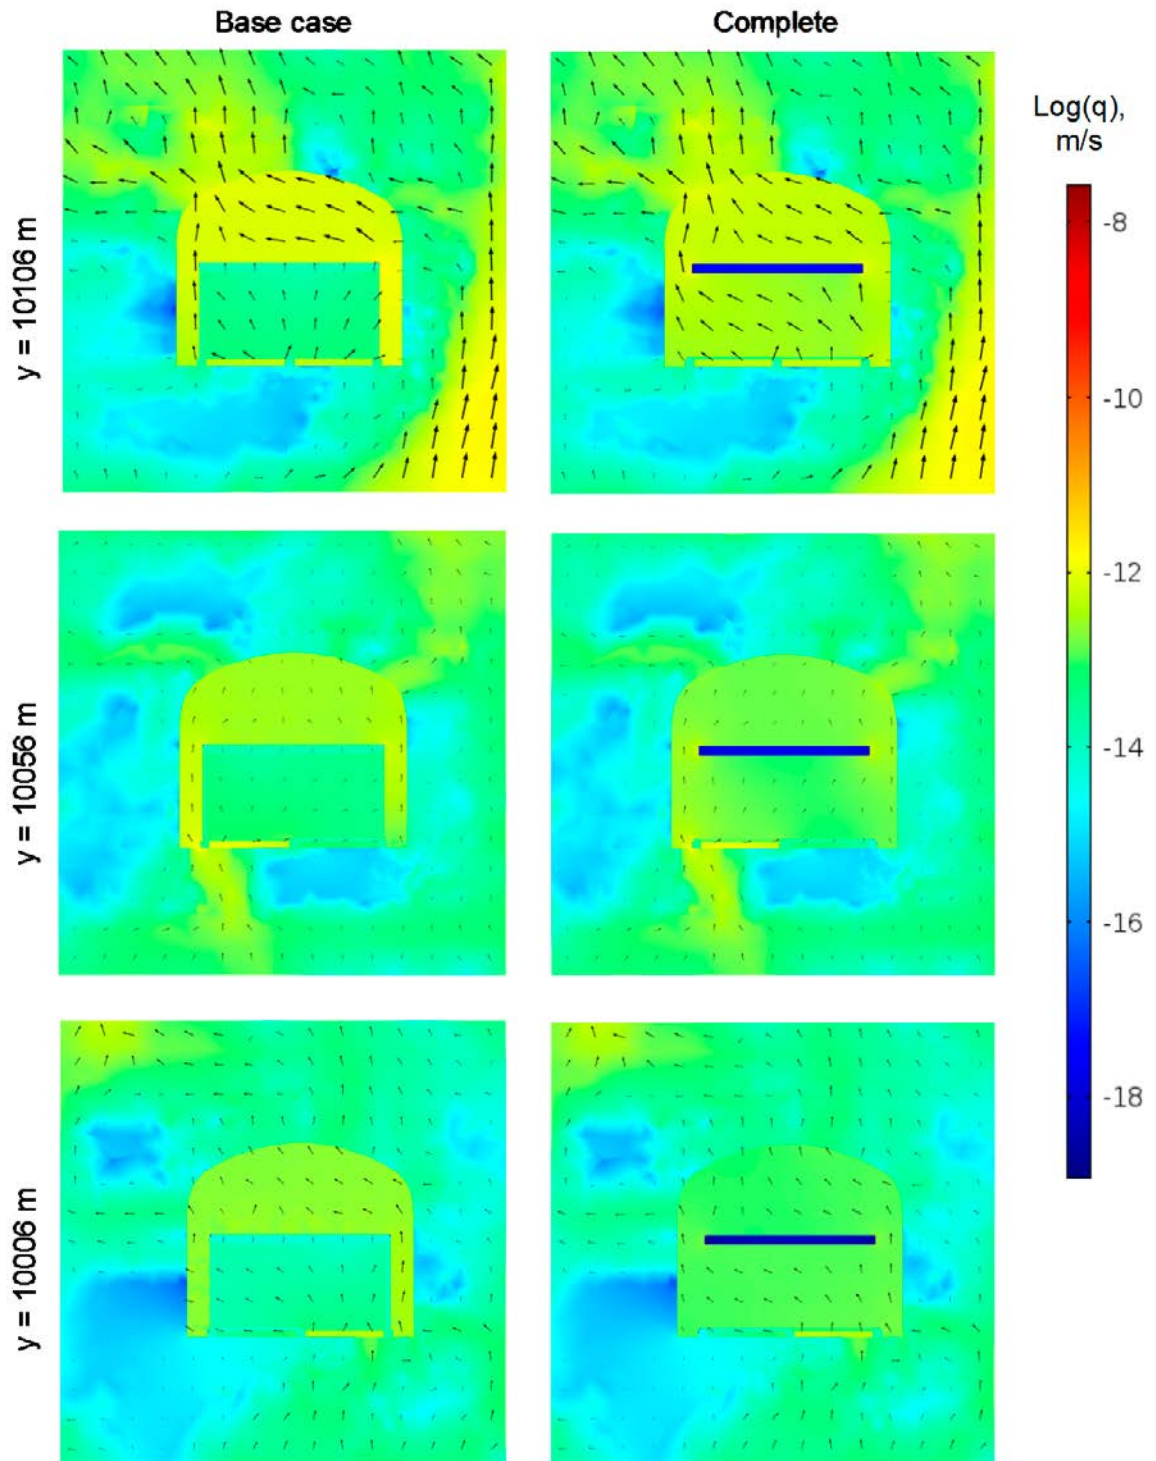 Base case
Complete
Log(q),
m/s
y = 10106 m
-8
-10
-12
y = 10056 m
-14
-16
-18
y = 10006 m